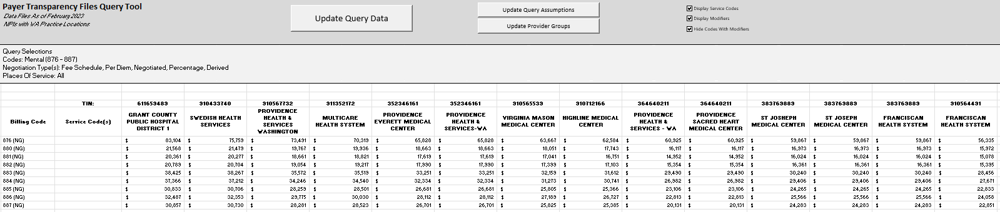 Payer Transparency Files Query Tool
Data Files As of February 2023
NPIs with WA Practice Locations
Update Query Data
Update Query Assumptions
Update Provider Groups
Display Service Codes
Display Modifiers
Hide Codes With Modifiers
Query Selections
Codes: Mental (876 - 887)
Negotiation Type(s): Fee Schedule, Per Diem, Negotiated, Percentage, Derived
Places Of Service: All
TIN: 611659489 910433740 910567732 911352172 352346161 352346161 910565539 910712166 364640211 364640211 383769889 383769889 383769889 910564491
Billing Code Service Code(s) GRANT COUNTY PUBLIC HOSPITAL DISTRICT 1 SWEDISH HEALTH SERVICES PROVIDENCE HEALTH & SERVICES WASHINGTON MULTICARE HEALTH SYSTEM PROVIDENCE EVERETT MEDICAL CENTER PROVIDENCE HEALTH & SERVICES-WA VIRGINIA MASON MEDICAL CENTER HIGHLINE MEDICAL CENTER PROVIDENCE HEALTH & SERVICES - WA PROVIDENCE SACRED HEART MEDICAL CENTER ST JOSHEPH MEDICAL CENTER ST JOSEPH MEDICAL CENTER FRANCISCAN HEALTH SYSTEM FRANCISCAN HEALTH SYSTEM
876 (NG) $ 83,104 $ 75,759 $ 73,491 $ 70,319 $ 65,828 $ 65,828 $ 63,667 $ 62,584 $ 60,925 $ 60,925 $ 59,867 $ 59,867 $ 59,867 $ 56,335
880 (NG) $ 21,568 $ 21,479 $ 19,767 $ 19,936 $ 18,663 $ 18,663 $ 18,051 $ 17,743 $ 16,117 $ 16,117 $ 16,973 $ 16,973 $ 16,973 $ 15,972
881 (NG) $ 20,361 $ 20,277 $ 18,661 $ 18,821 $ 17,619 $ 17,619 $ 17,041 $ 16,751 $ 14,952 $ 14,952 $ 16,024 $ 16,024 $ 16,024 $ 15,078
882 (NG) $ 20,789 $ 20,704 $ 19,054 $ 19,217 $ 17,990 $ 17,990 $ 17,399 $ 17,103 $ 15,354 $ 15,354 $ 16,361 $ 16,361 $ 16,361 $ 15,395
883 (NG) $ 38,425 $ 38,267 $ 35,572 $ 35,519 $ 33,251 $ 33,251 $ 32,159 $ 31,612 $ 29,490 $ 29,490 $ 30,240 $ 30,240 $ 30,240 $ 28,456
884 (NG) $ 37,366 $ 37,212 $ 34,246 $ 34,540 $ 32,334 $ 32,334 $ 31,273 $ 30,741 $ 26,982 $ 26,982 $ 29,406 $ 29,406 $ 29,406 $ 27,671
885 (NG) $ 30,833 $ 30,706 $ 28,259 $ 28,501 $ 26,681 $ 26,681 $ 25,805 $ 25,366 $ 23,106 $ 23,106 $ 24,265 $ 24,265 $ 24,265 $ 22,833
886 (NG) $ 32,487 $ 32,353 $ 29,775 $ 30,030 $ 28,112 $ 28,112 $ 27,189 $ 26,727 $ 22,813 $ 22,813 $ 25,566 $ 25,566 $ 25,566 $ 24,058
887 (NG) $ 30,857 $ 30,730 $ 28,281 $ 28,523 $ 26,701 $ 26,701 $ 25,825 $ 25,385 $ 20,131 $ 20,131 $ 24,283 $ 24,283 $ 24,283 $ 22,851